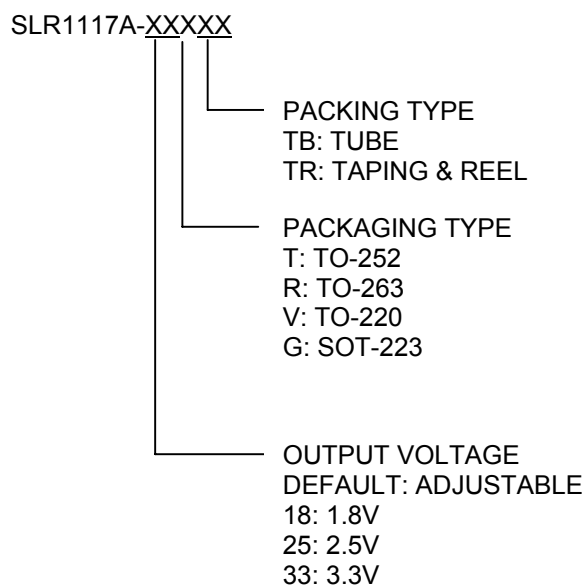 SLR1117A-XXXXX
PACKING TYPE
TB: TUBE
TR: TAPING & REEL
PACKAGING TYPE
T: TO-252
R: TO-263
V: TO-220
G: SOT-223
OUTPUT VOLTAGE
DEFAULT: ADJUSTABLE
18: 1.8V
25: 2.5V
33: 3.3V